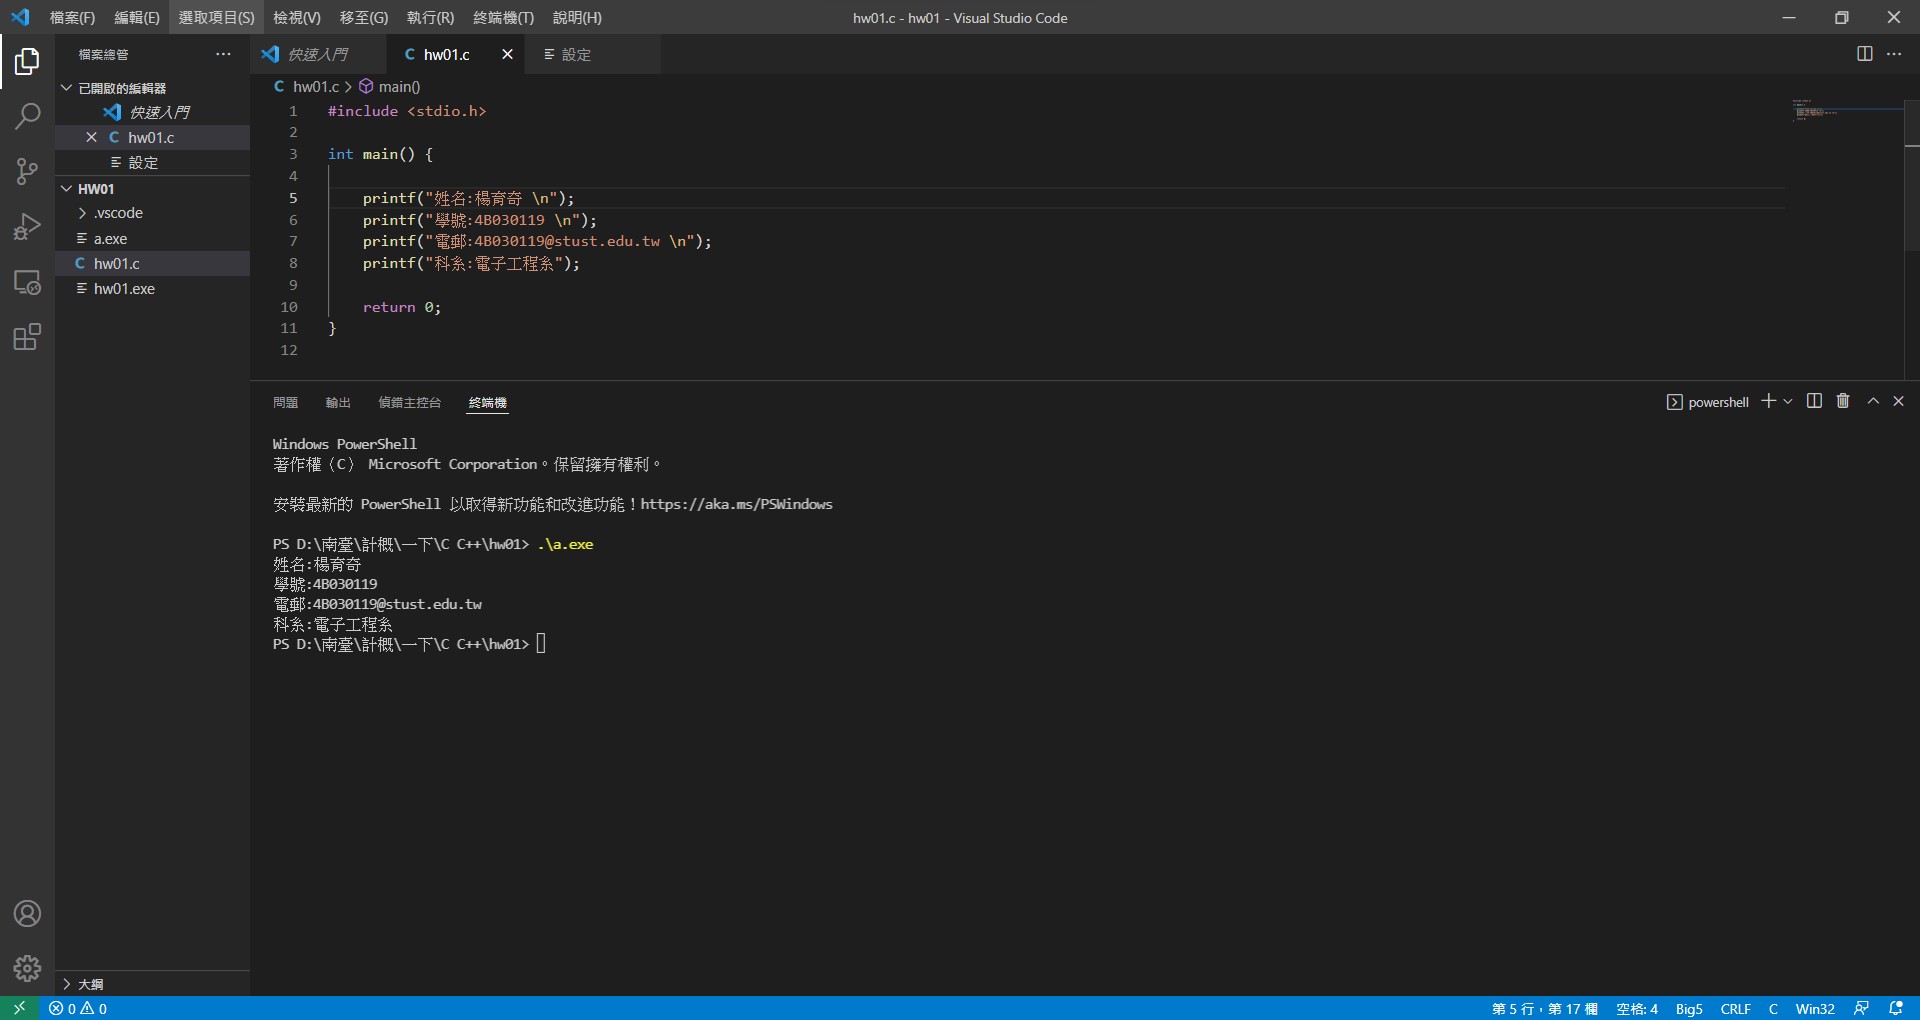 檔案(F) 編輯(E) 選取項目(S) 檢視(V) 移至(G) 執行(R) 終端機(T) 說明(H) hw01.c - hw01 - Visual Studio Code
檔案總管
已開啟的編輯器
快速入門
hw01.c
設定
HW01
.vscode
a.exe
hw01.c
hw01.exe
大綱
快速入門 hw01.c 設定
hw01.c > main()
1 #include <stdio.h>
2
3 int main() {
4
5 printf("姓名:楊育奇 \n");
6 printf("學號:4B030119 \n");
7 printf("電郵:4B030119@stust.edu.tw \n");
8 printf("科系:電子工程系");
9
10 return 0;
11 }
12
問題 輸出 偵錯主控台 終端機 powershell
Windows PowerShell
著作權 (C) Microsoft Corporation。保留擁有權利。
安裝最新的 PowerShell 以取得新功能和改進功能！https://aka.ms/PSWindows
PS D:\南臺\計概\一下\C C++\hw01> .\a.exe
姓名:楊育奇
學號:4B030119
電郵:4B030119@stust.edu.tw
科系:電子工程系
PS D:\南臺\計概\一下\C C++\hw01>
0 0 第 5 行，第 17 欄 空格: 4 Big5 CRLF C Win32